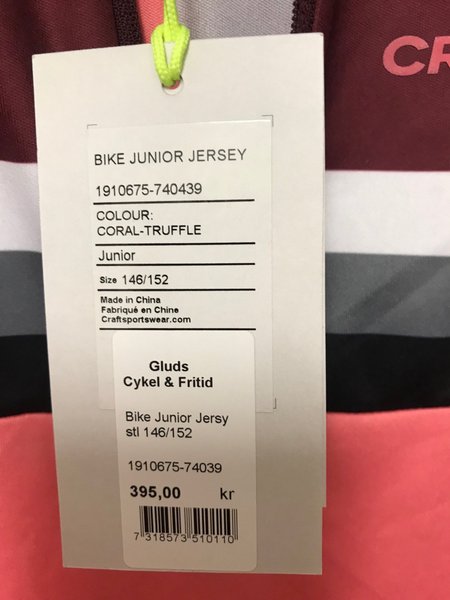 CR
BIKE JUNIOR JERSEY
1910675-740439
COLOUR:
CORAL-TRUFFLE
Junior
Size 146/152
Made in China
Fabriqué en Chine
Craftsportswear.com
Gluds
Cykel & Fritid
Bike Junior Jersy
stl 146/152
1910675-74039
395,00 kr
7 318573 510110